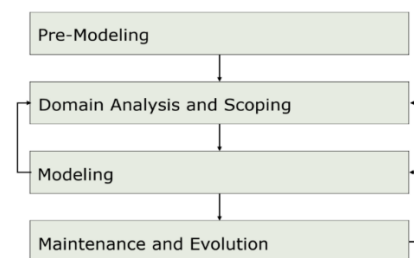 Pre-Modeling
Domain Analysis and Scoping
Modeling
Maintenance and Evolution